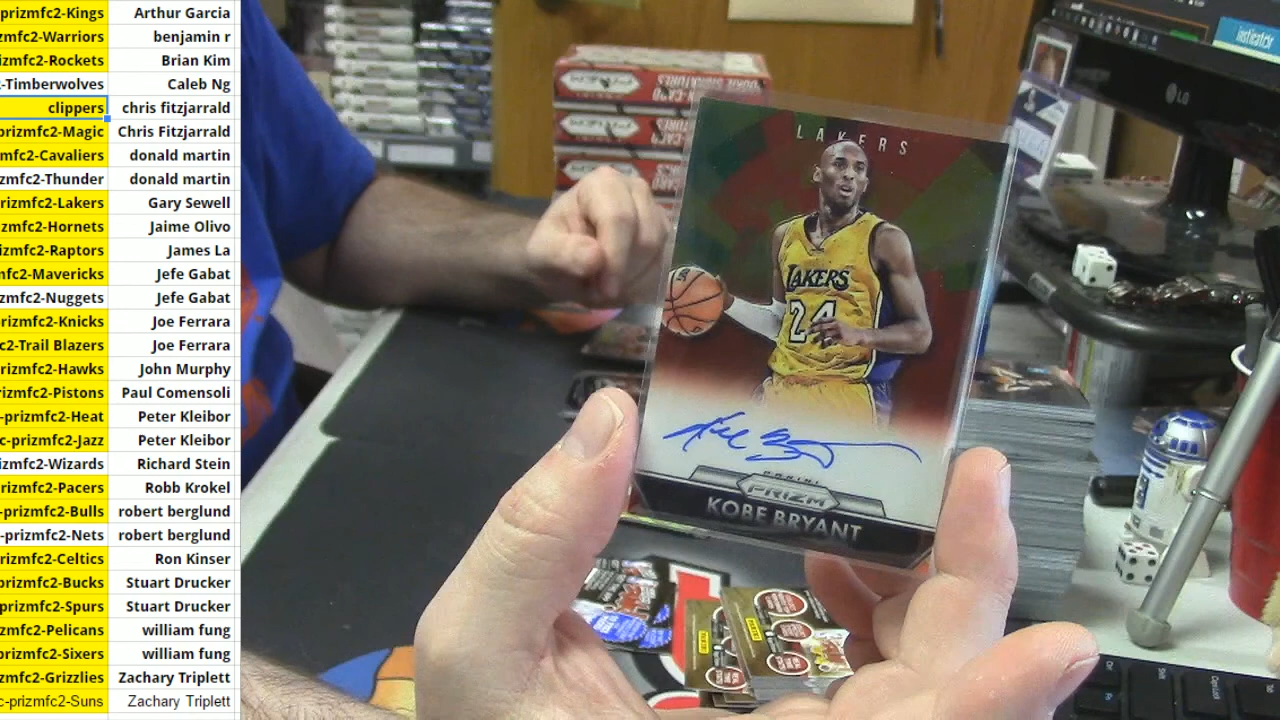 prizmfc2-Kings Arthur Garcia
zmfc2-Warriors benjamin r
izmfc2-Rockets Brian Kim
2-Timberwolves Caleb Ng
clippers chris fitzjarrald
prizmfc2-Magic Chris Fitzjarrald
mfc2-Cavaliers donald martin
zmfc2-Thunder donald martin
prizmfc2-Lakers Gary Sewell
zmfc2-Hornets Jaime Olivo
izmfc2-Raptors James La
nfc2-Mavericks Jefe Gabat
zmfc2-Nuggets Jefe Gabat
rizmfc2-Knicks Joe Ferrara
c2-Trail Blazers Joe Ferrara
rizmfc2-Hawks John Murphy
izmfc2-Pistons Paul Comensoli
-prizmfc2-Heat Peter Kleibor
c-prizmfc2-Jazz Peter Kleibor
izmfc2-Wizards Richard Stein
rizmfc2-Pacers Robb Krokel
-prizmfc2-Bulls robert berglund
-prizmfc2-Nets robert berglund
rizmfc2-Celtics Ron Kinser
prizmfc2-Bucks Stuart Drucker
prizmfc2-Spurs Stuart Drucker
zmfc2-Pelicans william fung
prizmfc2-Sixers william fung
zmfc2-Grizzlies Zachary Triplett
c-prizmfc2-Suns Zachary Triplett
LAKERS
LAKERS
24
PANINI
PRIZM
KOBE BRYANT
LG
instigator